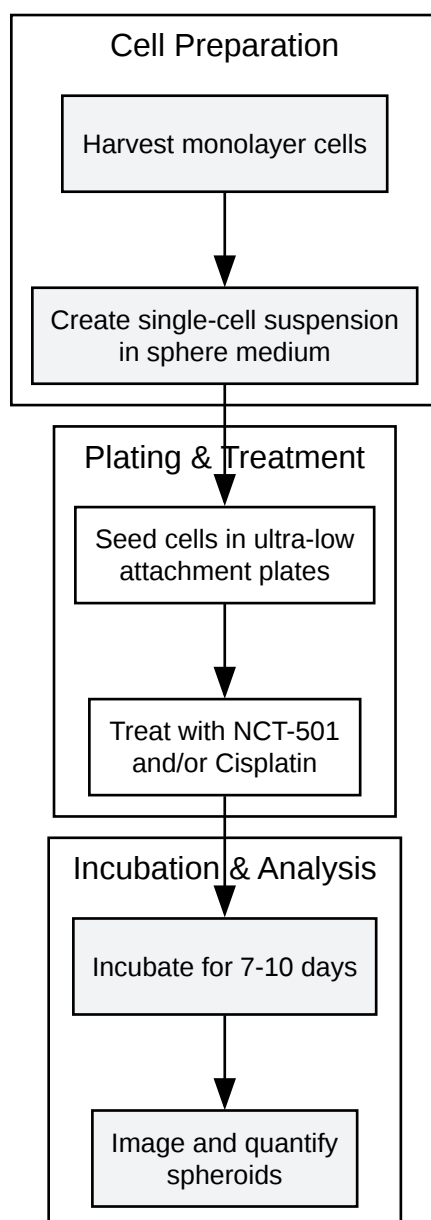 Cell Preparation
Harvest monolayer cells
Create single-cell suspension
in sphere medium
Plating & Treatment
Seed cells in ultra-low
attachment plates
Treat with NCT-501
and/or Cisplatin
Incubation & Analysis
Incubate for 7-10 days
Image and quantify
spheroids